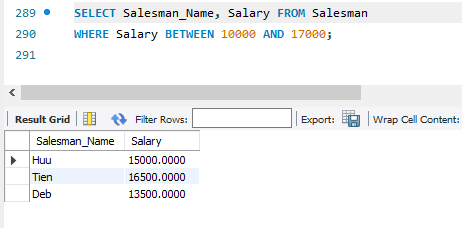 289 SELECT Salesman_Name, Salary FROM Salesman
290 WHERE Salary BETWEEN 10000 AND 17000;
291
Result Grid Filter Rows: Export: Wrap Cell Content:
Salesman_Name Salary
Huu 15000.0000
Tien 16500.0000
Deb 13500.0000